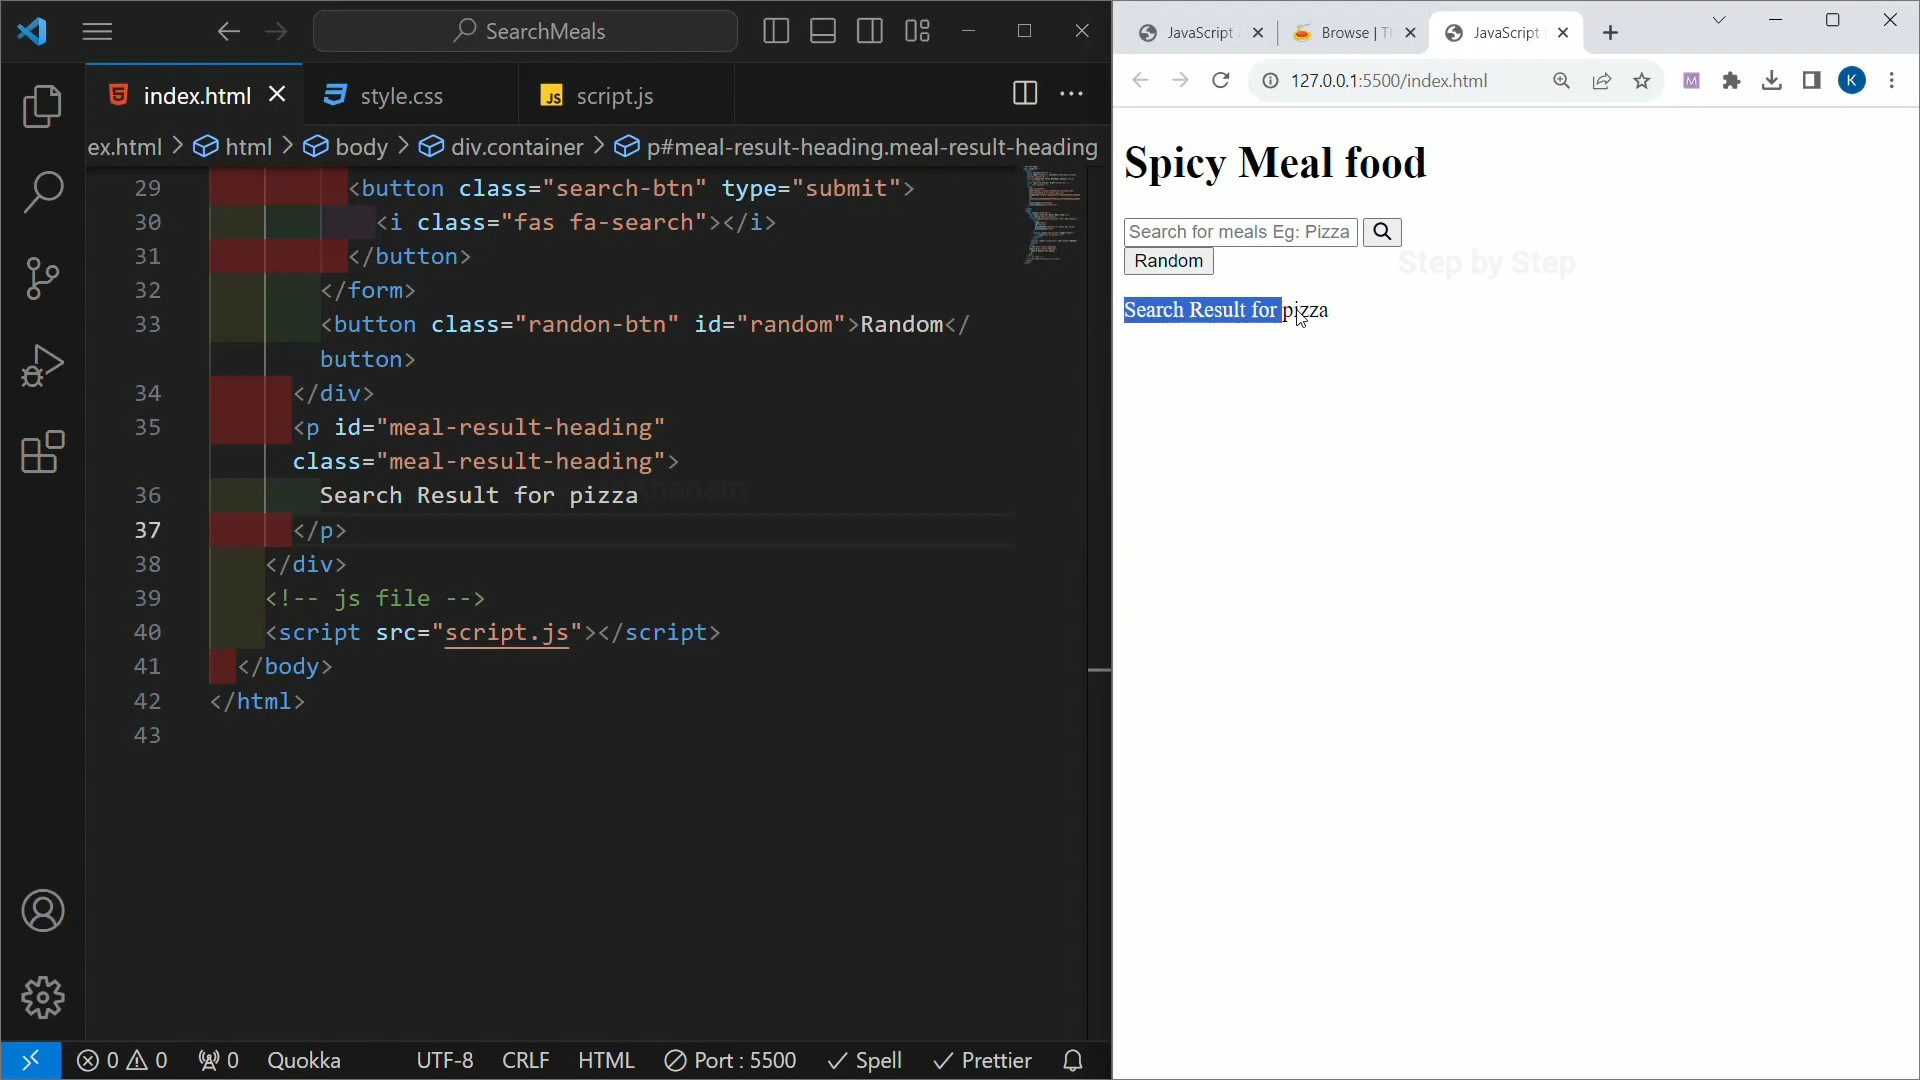 SearchMeals
index.html
style.css
script.js
ex.html > html > body > div.container > p#meal-result-heading.meal-result-heading
29 <button class="search-btn" type="submit">
30 <i class="fas fa-search"></i>
31 </button>
32 </form>
33 <button class="randon-btn" id="random">Random</
button>
34 </div>
35 <p id="meal-result-heading"
class="meal-result-heading">
36 Search Result for pizza
37 </p>
38 </div>
39 <!-- js file -->
40 <script src="script.js"></script>
41 </body>
42 </html>
43
0 0 0 Quokka UTF-8 CRLF HTML Port : 5500 Spell Prettier
JavaScript
Browse | T
JavaScript
127.0.0.1:5500/index.html
K
Spicy Meal food
Search for meals Eg: Pizza
Random
Step by Step
Search Result for pizza